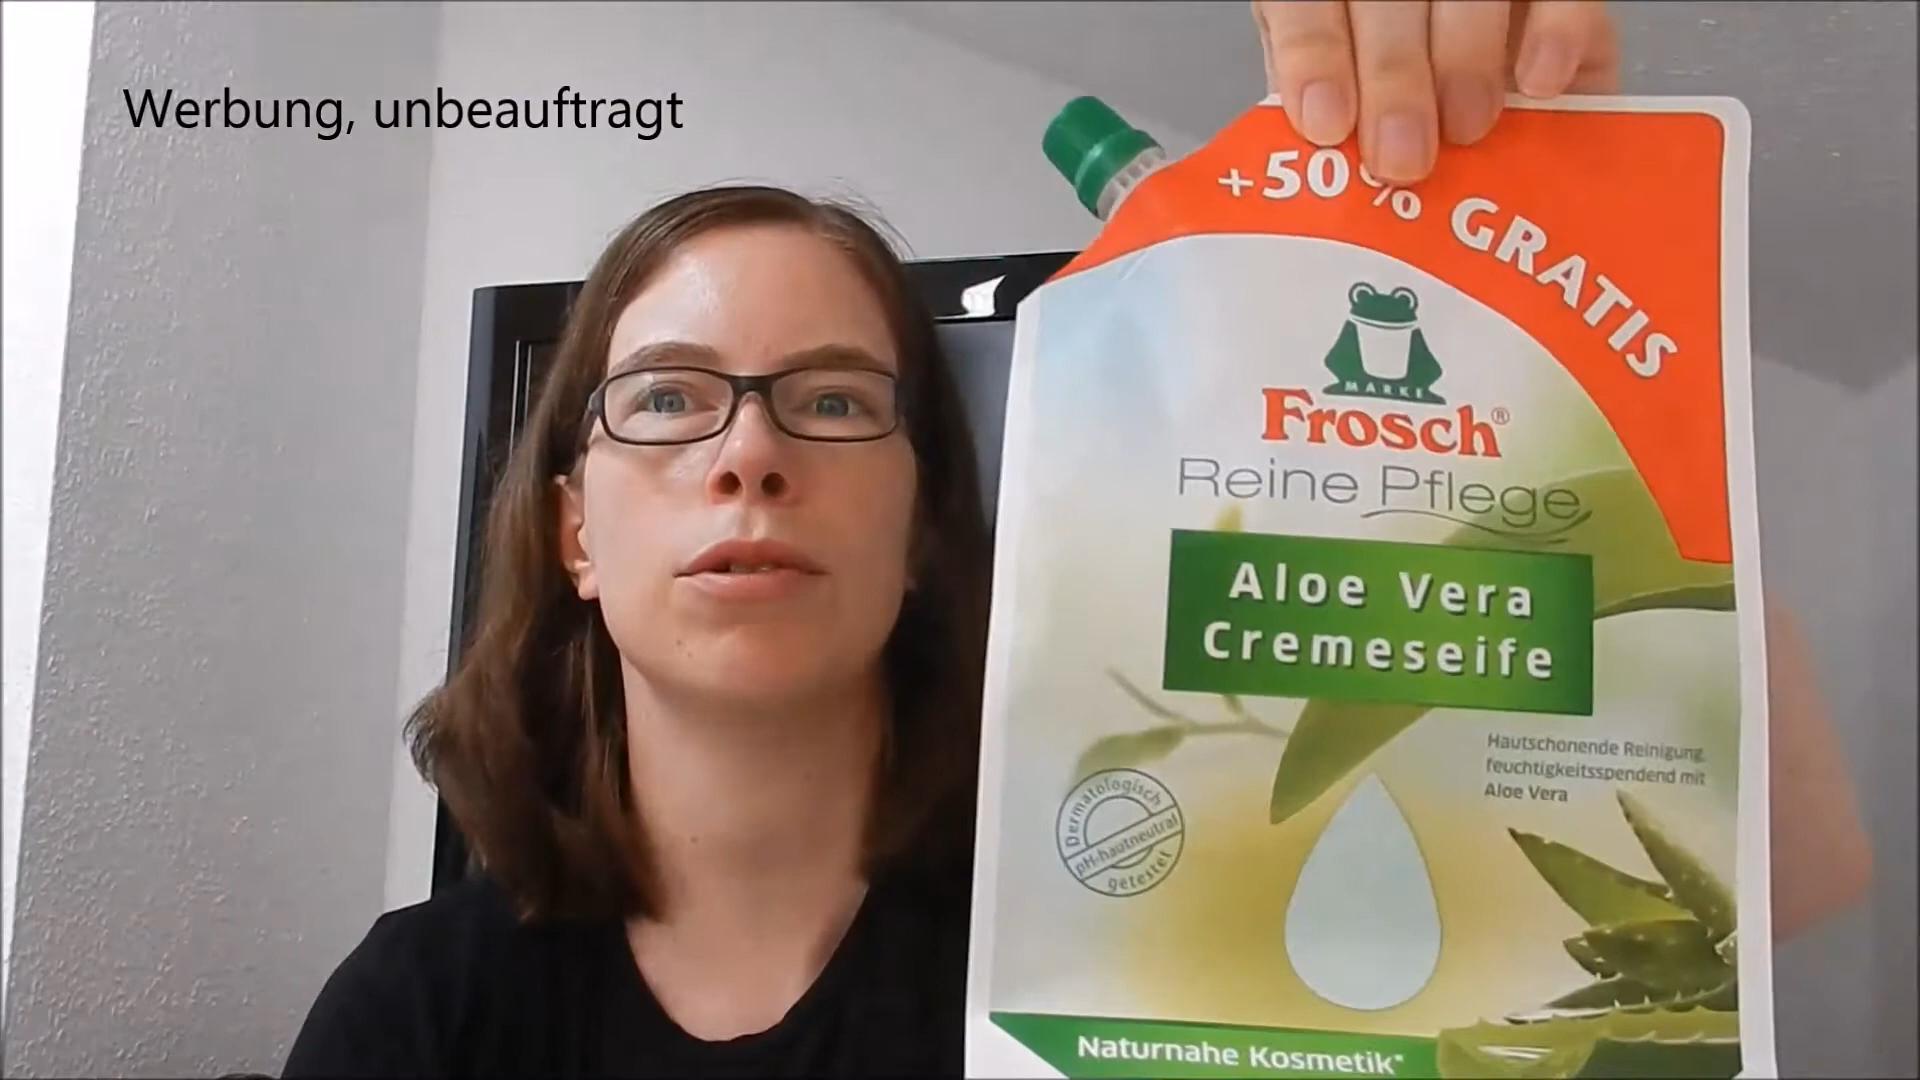 Werbung, unbeauftragt
+50% GRATIS
MARKE
Frosch®
Reine Pflege
Aloe Vera
Cremeseife
Hautschonende Reinigung,
feuchtigkeitsspendend mit
Aloe Vera
Dermatologisch
pH-hautneutral
getestet
Naturnahe Kosmetik*